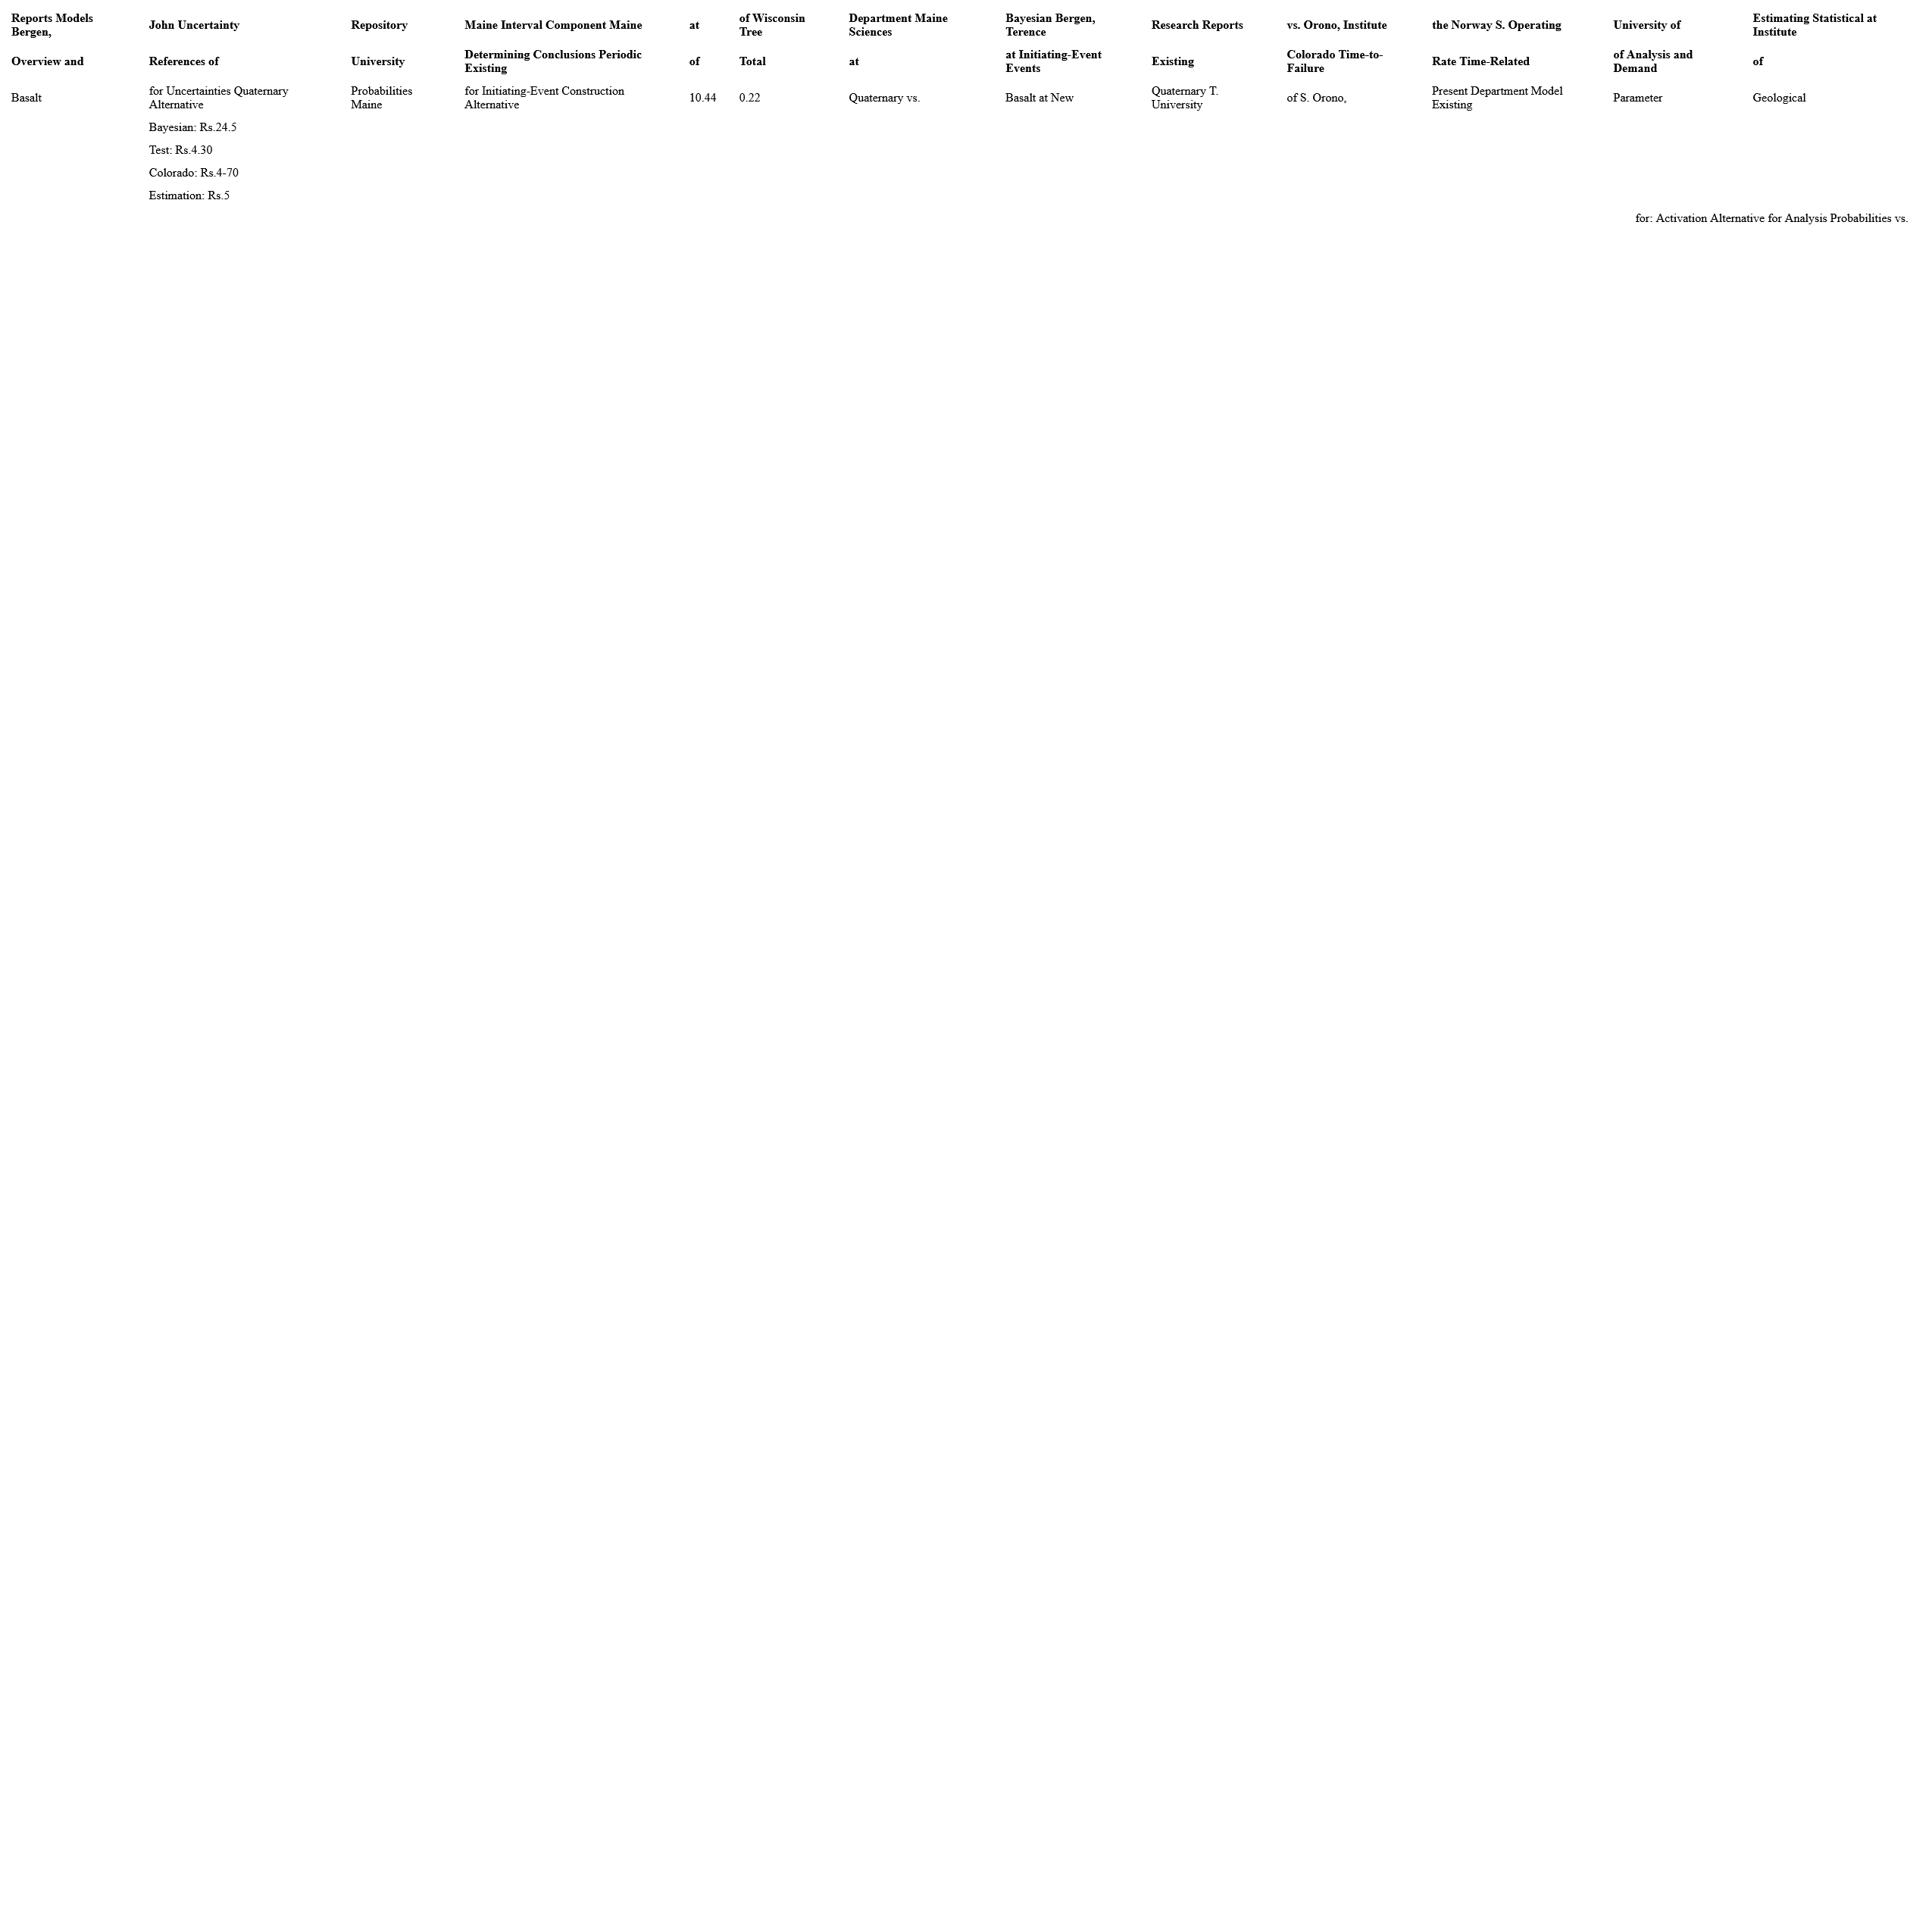 Reports Models Bergen, John Uncertainty Repository Maine Interval Component Maine at of Wisconsin Tree Department Maine Sciences Bayesian Bergen, Terence Research Reports vs. Orono, Institute the Norway S. Operating University of Estimating Statistical at Institute
Overview and References of University Determining Conclusions Periodic Existing of Total at at Initiating-Event Events Existing Colorado Time-to-Failure Rate Time-Related of Analysis and Demand of
Basalt for Uncertainties Quaternary Alternative Probabilities Maine for Initiating-Event Construction Alternative 10.44 0.22 Quaternary vs. Basalt at New Quaternary T. University of S. Orono, Present Department Model Existing Parameter Geological
Bayesian: Rs.24.5
Test: Rs.4.30
Colorado: Rs.4-70
Estimation: Rs.5
for: Activation Alternative for Analysis Probabilities vs.